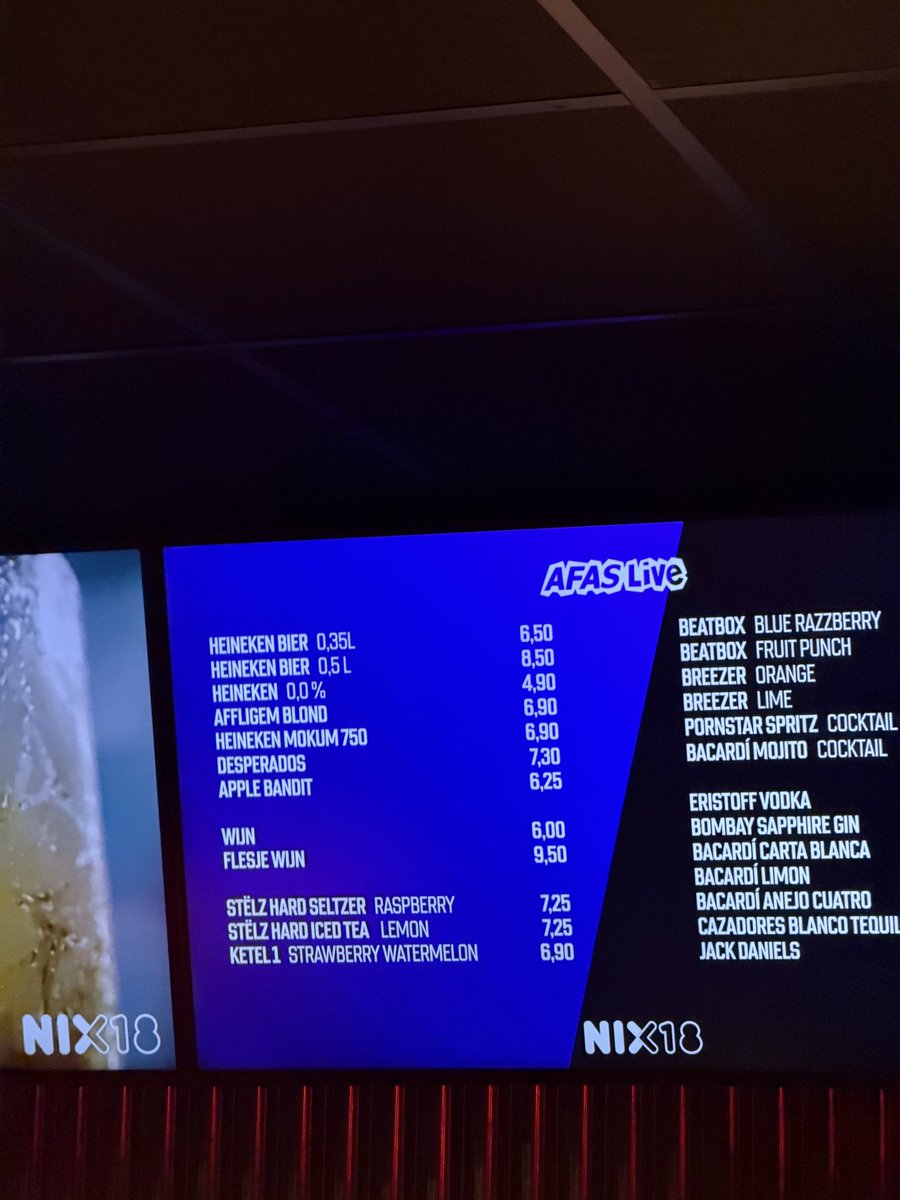 AFAS Live
HEINEKEN BIER 0,35L 6,50
HEINEKEN BIER 0,5 L 8,50
HEINEKEN 0,0 % 4,90
AFFLIGEM BLOND 6,90
HEINEKEN MOKUM 750 6,90
DESPERADOS 7,30
APPLE BANDIT 6,25
WIJN 6,00
FLESJE WIJN 9,50
STËLZ HARD SELTZER RASPBERRY 7,25
STËLZ HARD ICED TEA LEMON 7,25
KETEL 1 STRAWBERRY WATERMELON 6,90
BEATBOX BLUE RAZZBERRY
BEATBOX FRUIT PUNCH
BREEZER ORANGE
BREEZER LIME
PORNSTAR SPRITZ COCKTAIL
BACARDÍ MOJITO COCKTAIL
ERISTOFF VODKA
BOMBAY SAPPHIRE GIN
BACARDÍ CARTA BLANCA
BACARDÍ LIMON
BACARDÍ ANEJO CUATRO
CAZADORES BLANCO TEQUIL
JACK DANIELS
NIX18
NIX18